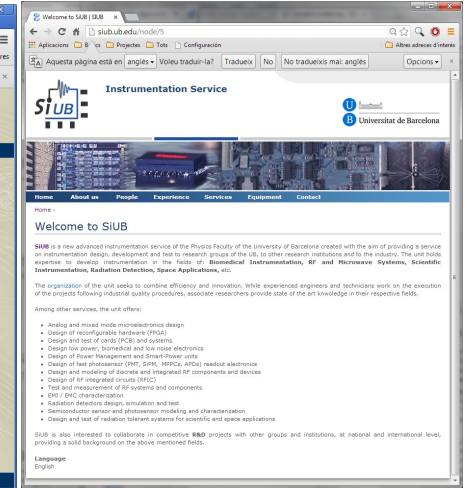 Welcome to SiUB | SiUB
siub.ub.edu/node/5
Aplicacions
Projectes
Tots
Configuración
Altres adreces d'interès
Aquesta pàgina està en
anglès
Voleu traduir-la?
Tradueix
No
No tradueixis mai: anglès
Opcions
res
Instrumentation Service
SiUB
U
B Universitat de Barcelona
Home About us People Experience Services Equipment Contact
Home ›
Welcome to SiUB
SiUB is a new advanced instrumentation service of the Physics Faculty of the University of Barcelona created with the aim of providing a service
on instrumentation design, development and test to research groups of the UB, to other research institutions and to the industry. The unit holds
expertise to develop instrumentation in the fields of: Biomedical Instrumentation, RF and Microwave Systems, Scientific
Instrumentation, Radiation Detection, Space Applications, etc.
The organization of the unit seeks to combine efficiency and innovation. While experienced engineers and technicians work on the execution
of the projects following industrial quality procedures, associate researchers provide state of the art knwoledge in their respective fields.
Among other services, the unit offers:
Analog and mixed mode microelectronics design
Design of reconfigurable hardware (FPGA)
Design and test of cards (PCB) and systems
Design low power, biomedical and low noise electronics
Design of Power Management and Smart-Power units
Design of fast photosensor (PMT, SiPM, MPPCs, APDs) readout electronics
Design and modeling of discrete and integrated RF components and devices
Design of RF integrated circuits (RFIC)
Test and measurement of RF systems and components
EMI / EMC characterization
Radiation detectors design, simulation and test
Semiconductor sensor and photosensor modeling and characterization
Design and test of radiation tolerant systems for scientific and space applications
SiUB is also interested to collaborate in competitive R&D projects with other groups and institutions, at national and international level,
providing a solid background on the above mentioned fields.
Language
English